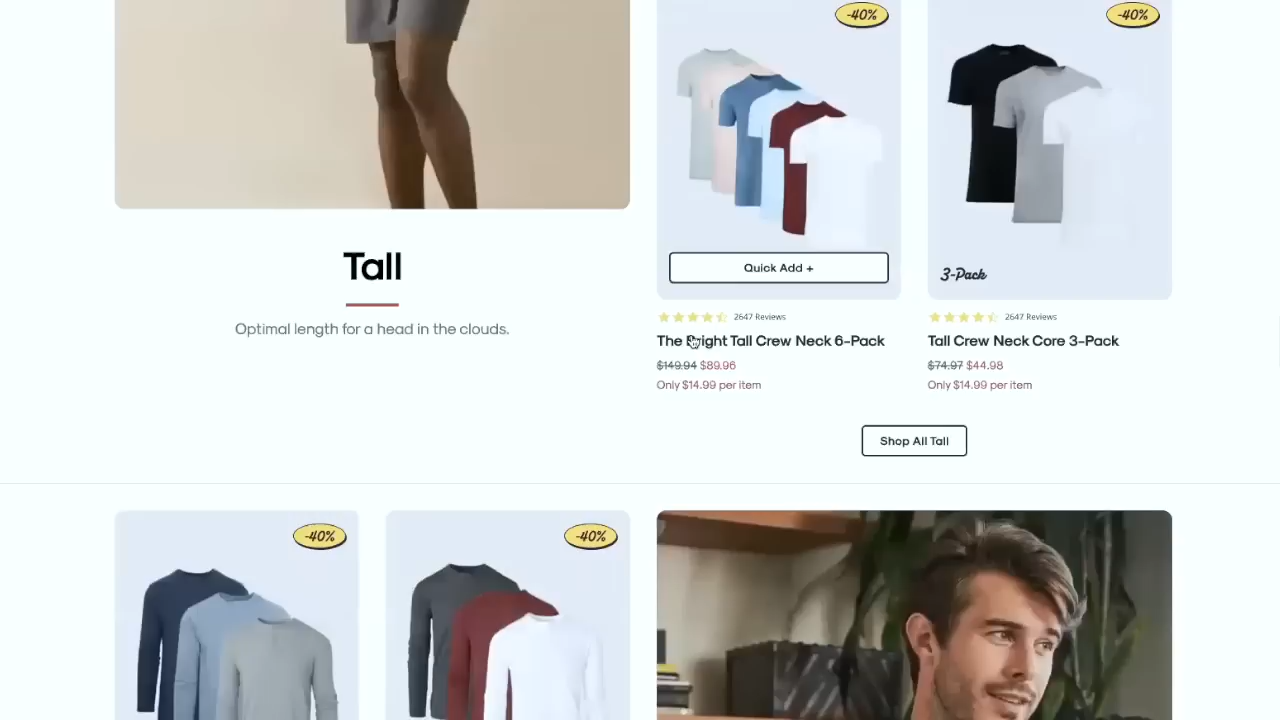 -40%
-40%
Quick Add +
3-Pack
2647 Reviews
2647 Reviews
The Bright Tall Crew Neck 6-Pack
Tall Crew Neck Core 3-Pack
$149.94 $89.96
$74.97 $44.98
Only $14.99 per item
Only $14.99 per item
Tall
Optimal length for a head in the clouds.
Shop All Tall
-40%
-40%